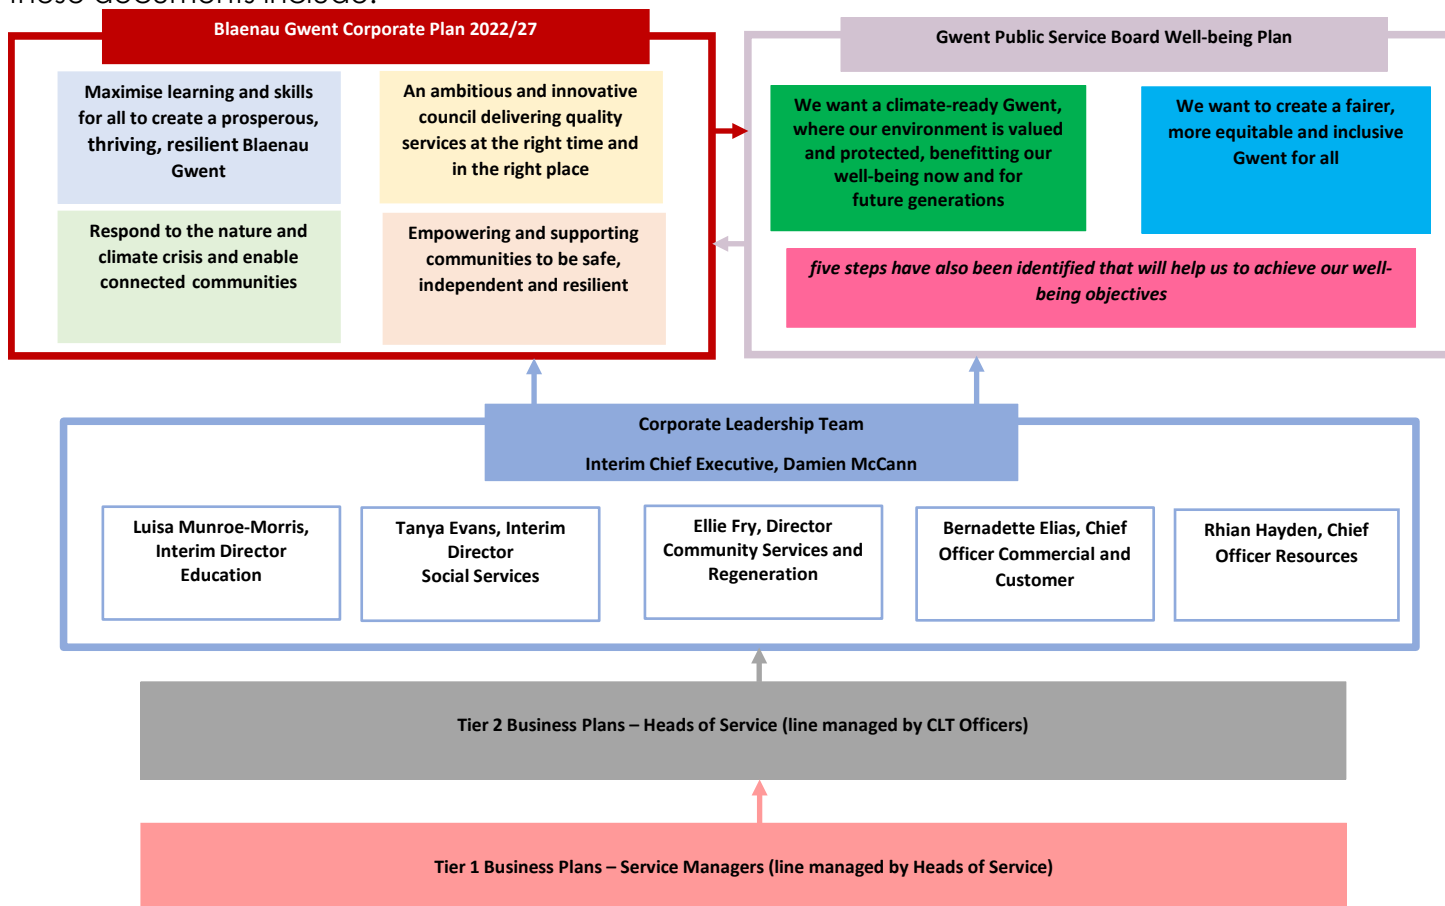 these documents include:
Blaenau Gwent Corporate Plan 2022/27
Maximise learning and skills
for all to create a prosperous,
thriving, resilient Blaenau
Gwent
An ambitious and innovative
council delivering quality
services at the right time and
in the right place
Respond to the nature and
climate crisis and enable
connected communities
Empowering and supporting
communities to be safe,
independent and resilient
Gwent Public Service Board Well-being Plan
We want a climate-ready Gwent,
where our environment is valued
and protected, benefitting our
well-being now and for
future generations
We want to create a fairer,
more equitable and inclusive
Gwent for all
five steps have also been identified that will help us to achieve our well-
being objectives
Corporate Leadership Team
Interim Chief Executive, Damien McCann
Luisa Munroe-Morris,
Interim Director
Education
Tanya Evans, Interim
Director
Social Services
Ellie Fry, Director
Community Services and
Regeneration
Bernadette Elias, Chief
Officer Commercial and
Customer
Rhian Hayden, Chief
Officer Resources
Tier 2 Business Plans – Heads of Service (line managed by CLT Officers)
Tier 1 Business Plans – Service Managers (line managed by Heads of Service)